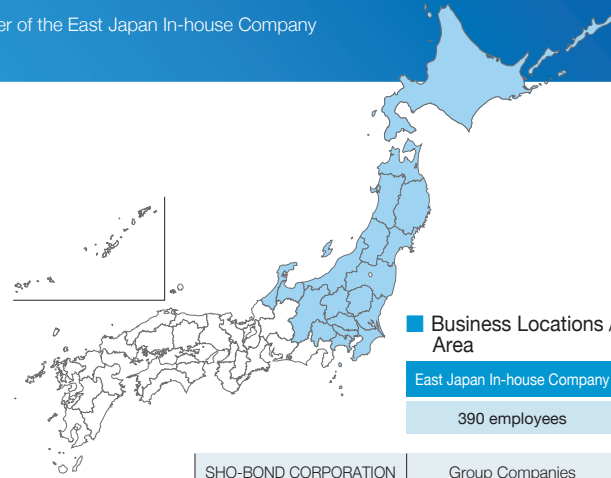 of the East Japan In-house Company
Business Locations
Area
East Japan In-house Company
390 employees
SHO-BOND CORPORATION
Group Companies